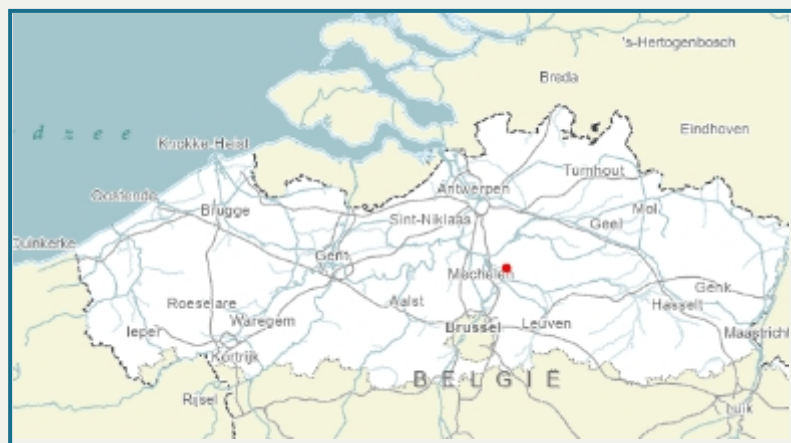 's-Hertogenbosch
Breda
dzee
Eindhoven
Knokke-Heist
Turnhout
Antwerpen
Oostende
Mol
Brugge
Sint-Niklaas
Geel
Duinkerke
Gent
Mechelen
Genk
Roeselare
Aalst
Hasselt
Ieper
Waregem
Brussel
Leuven
Maastricht
Kortrijk
BELGIË
Rijsel
Luik